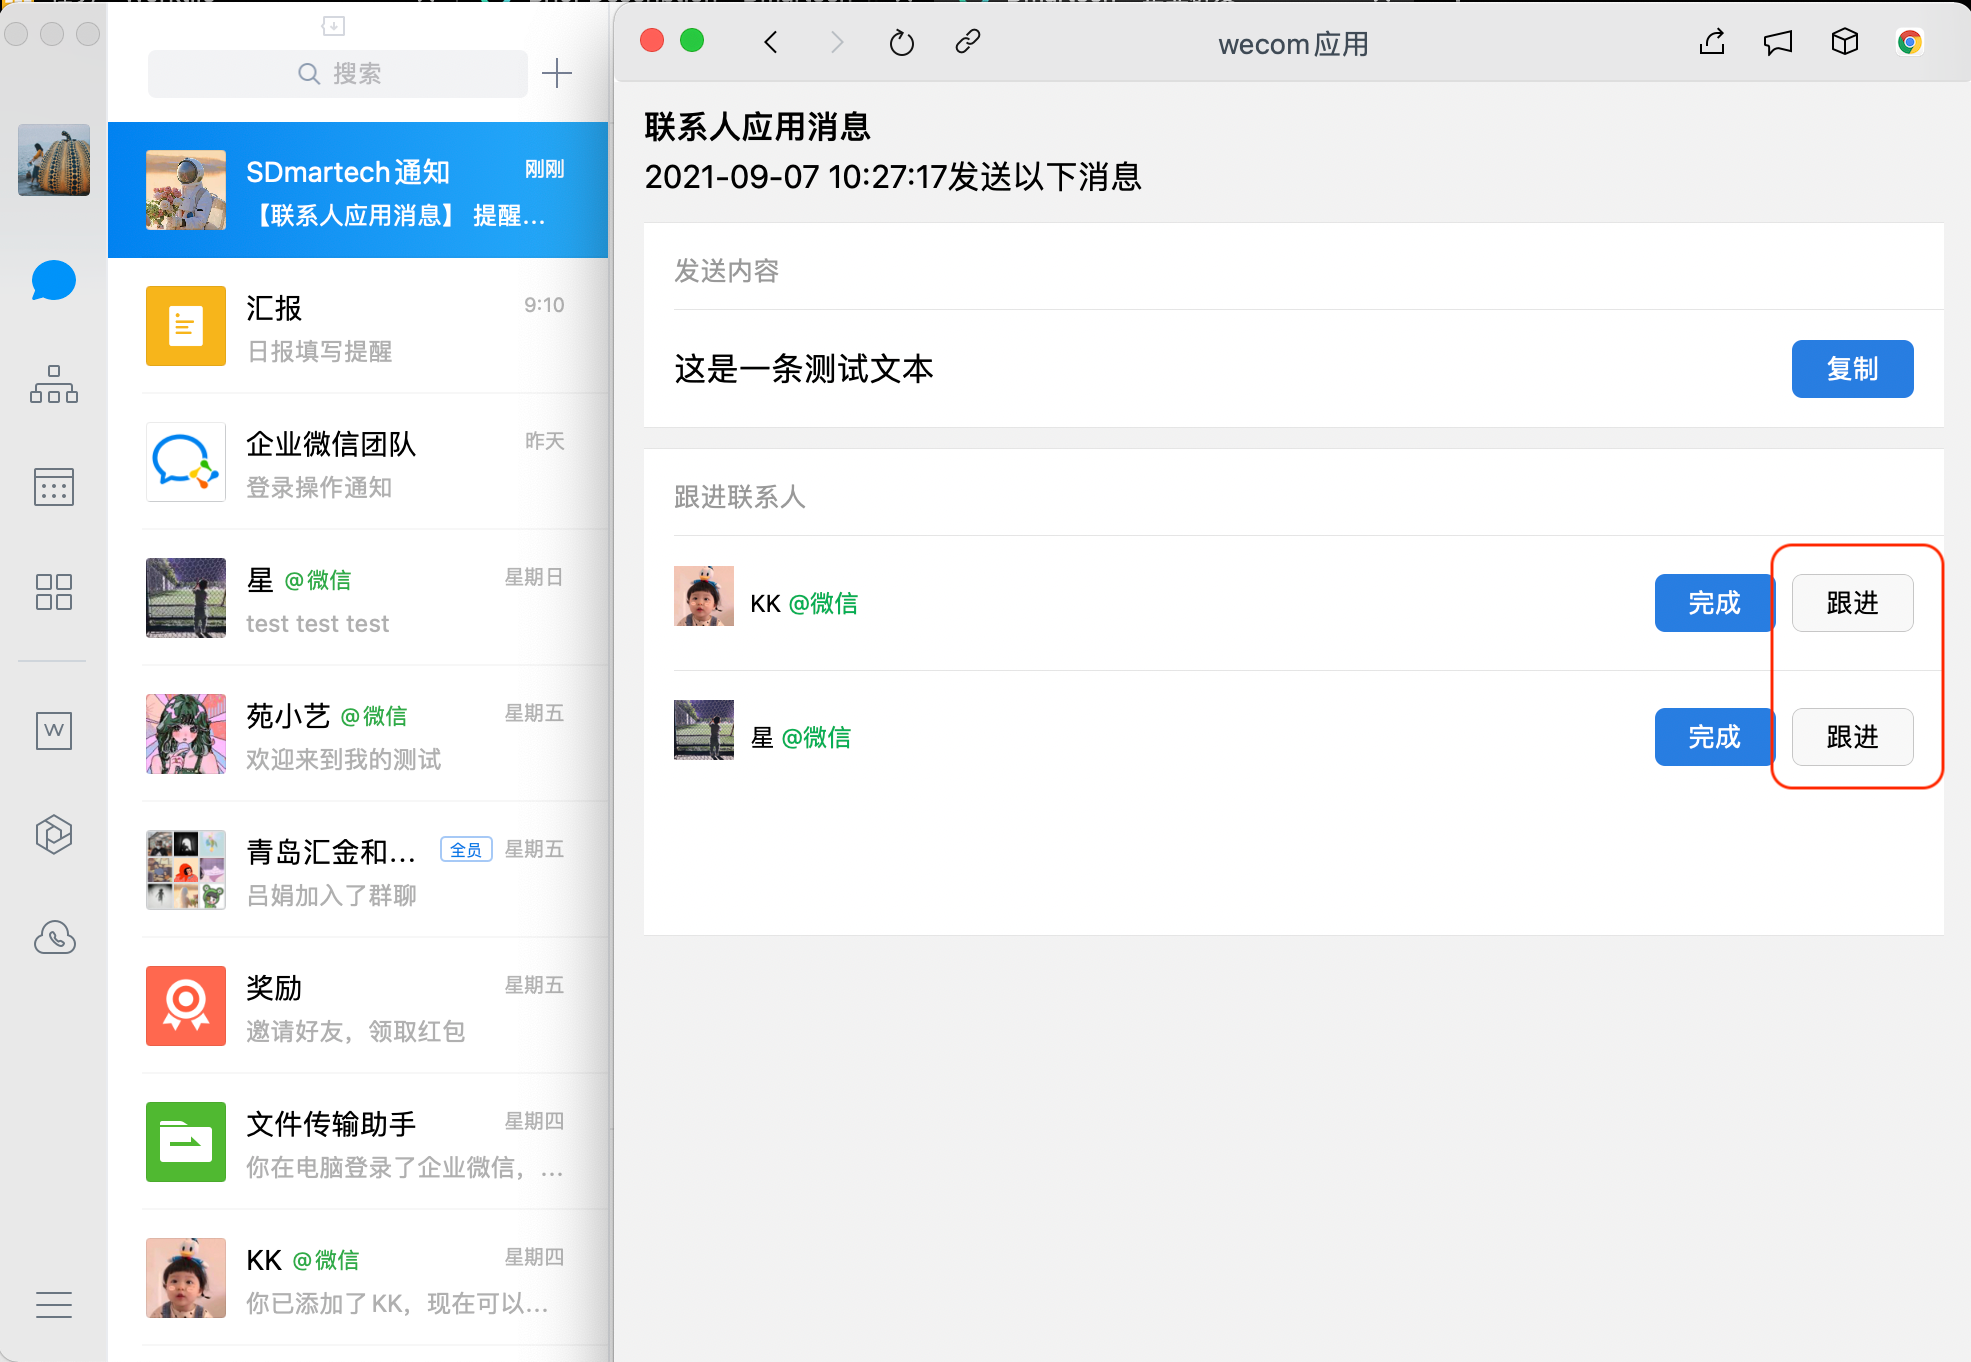 搜索
SDmartech通知 刚刚
【联系人应用消息】 提醒...
汇报 9:10
日报填写提醒
企业微信团队 昨天
登录操作通知
星 @微信 星期日
test test test
苑小艺 @微信 星期五
欢迎来到我的测试
青岛汇金和... 全员 星期五
吕娟加入了群聊
奖励 星期五
邀请好友，领取红包
文件传输助手 星期四
你在电脑登录了企业微信，...
KK @微信 星期四
你已添加了KK，现在可以...
W
wecom应用
联系人应用消息
2021-09-07 10:27:17发送以下消息
发送内容
这是一条测试文本 复制
跟进联系人
KK @微信 完成 跟进
星 @微信 完成 跟进